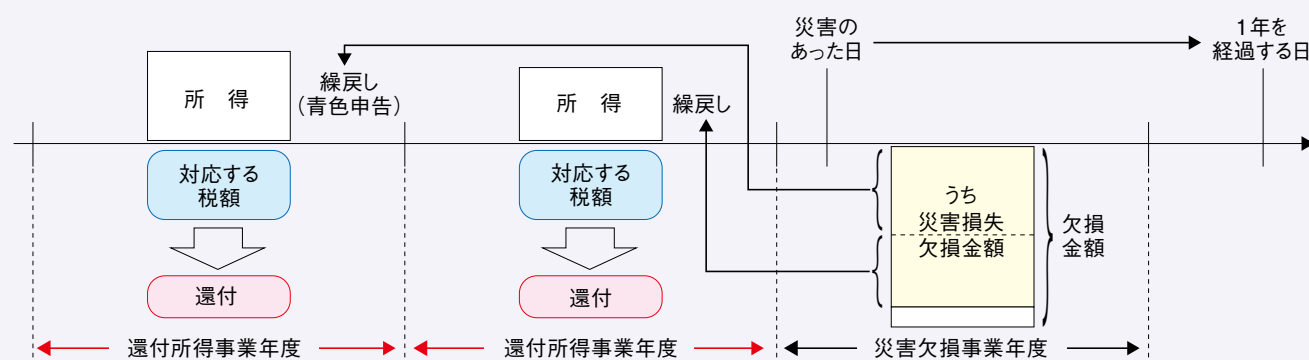 災害の
あった日
1年を
経過する日
所　得
繰戻し
（青色申告）
所　得
繰戻し
対応する
税額
対応する
税額
うち
災害損失
欠損金額
欠損
金額
還付
還付
還付所得事業年度
還付所得事業年度
災害欠損事業年度